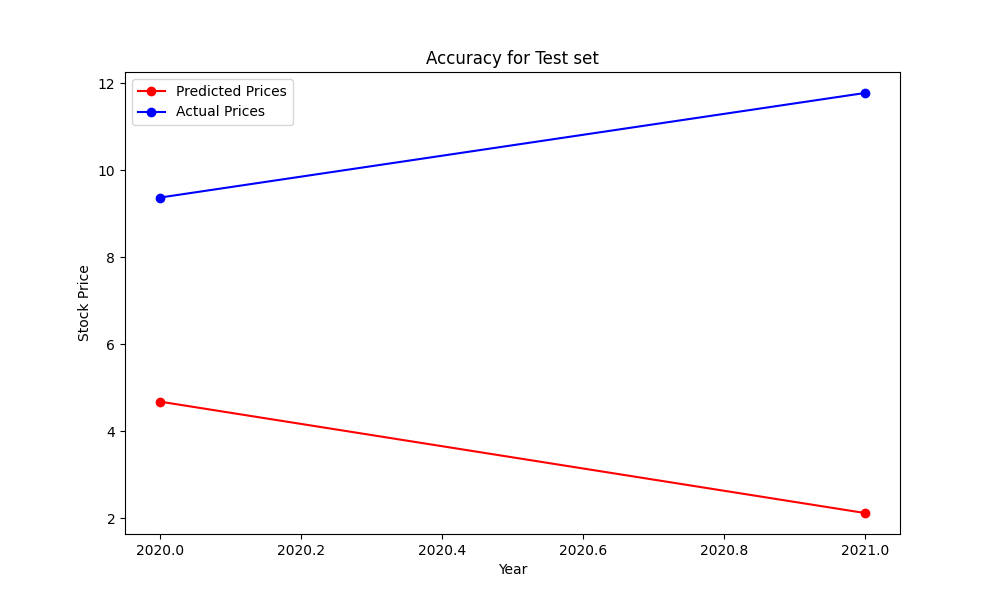 Accuracy for Test set
Predicted Prices
Actual Prices
Stock Price
12
10
8
6
4
2
2020.0
2020.2
2020.4
2020.6
2020.8
2021.0
Year